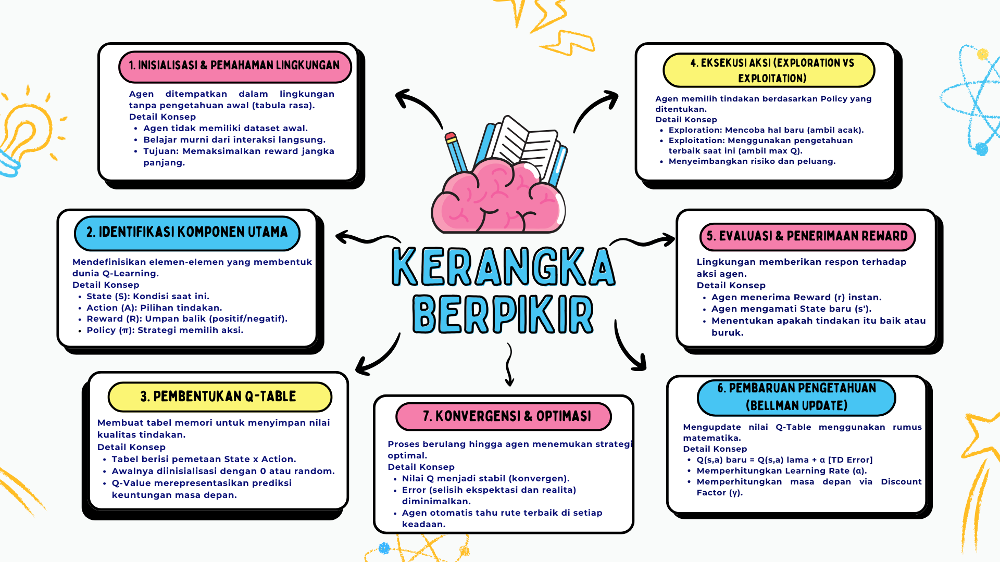 1. INISIALISASI & PEMAHAMAN LINGKUNGAN
Agen ditempatkan dalam lingkungan
tanpa pengetahuan awal (tabula rasa).
Detail Konsep
• Agen tidak memiliki dataset awal.
• Belajar murni dari interaksi langsung.
• Tujuan: Memaksimalkan reward jangka
panjang.
2. IDENTIFIKASI KOMPONEN UTAMA
Mendefinisikan elemen-elemen yang membentuk
dunia Q-Learning.
Detail Konsep
• State (S): Kondisi saat ini.
• Action (A): Pilihan tindakan.
• Reward (R): Umpan balik (positif/negatif).
• Policy (π): Strategi memilih aksi.
3. PEMBENTUKAN Q-TABLE
Membuat tabel memori untuk menyimpan nilai
kualitas tindakan.
Detail Konsep
• Tabel berisi pemetaan State x Action.
• Awalnya diinisialisasi dengan 0 atau random.
• Q-Value merepresentasikan prediksi
keuntungan masa depan.
KERANGKA
BERPIKIR
4. EKSEKUSI AKSI (EXPLORATION VS
EXPLOITATION)
Agen memilih tindakan berdasarkan Policy yang
ditentukan.
Detail Konsep
• Exploration: Mencoba hal baru (ambil acak).
• Exploitation: Menggunakan pengetahuan
terbaik saat ini (ambil max Q).
• Menyeimbangkan risiko dan peluang.
5. EVALUASI & PENERIMAAN REWARD
Lingkungan memberikan respon terhadap
aksi agen.
Detail Konsep
• Agen menerima Reward (r) instan.
• Agen mengamati State baru (s').
• Menentukan apakah tindakan itu baik atau
buruk.
6. PEMBARUAN PENGETAHUAN
(BELLMAN UPDATE)
Mengupdate nilai Q-Table menggunakan rumus
matematika.
Detail Konsep
• Q(s,a) baru = Q(s,a) lama + α [TD Error]
• Memperhitungkan Learning Rate (α).
• Memperhitungkan masa depan via Discount
Factor (γ).
7. KONVERGENSI & OPTIMASI
Proses berulang hingga agen menemukan strategi
optimal.
Detail Konsep
• Nilai Q menjadi stabil (konvergen).
• Error (selisih ekspektasi dan realita)
diminimalkan.
• Agen otomatis tahu rute terbaik di setiap
keadaan.